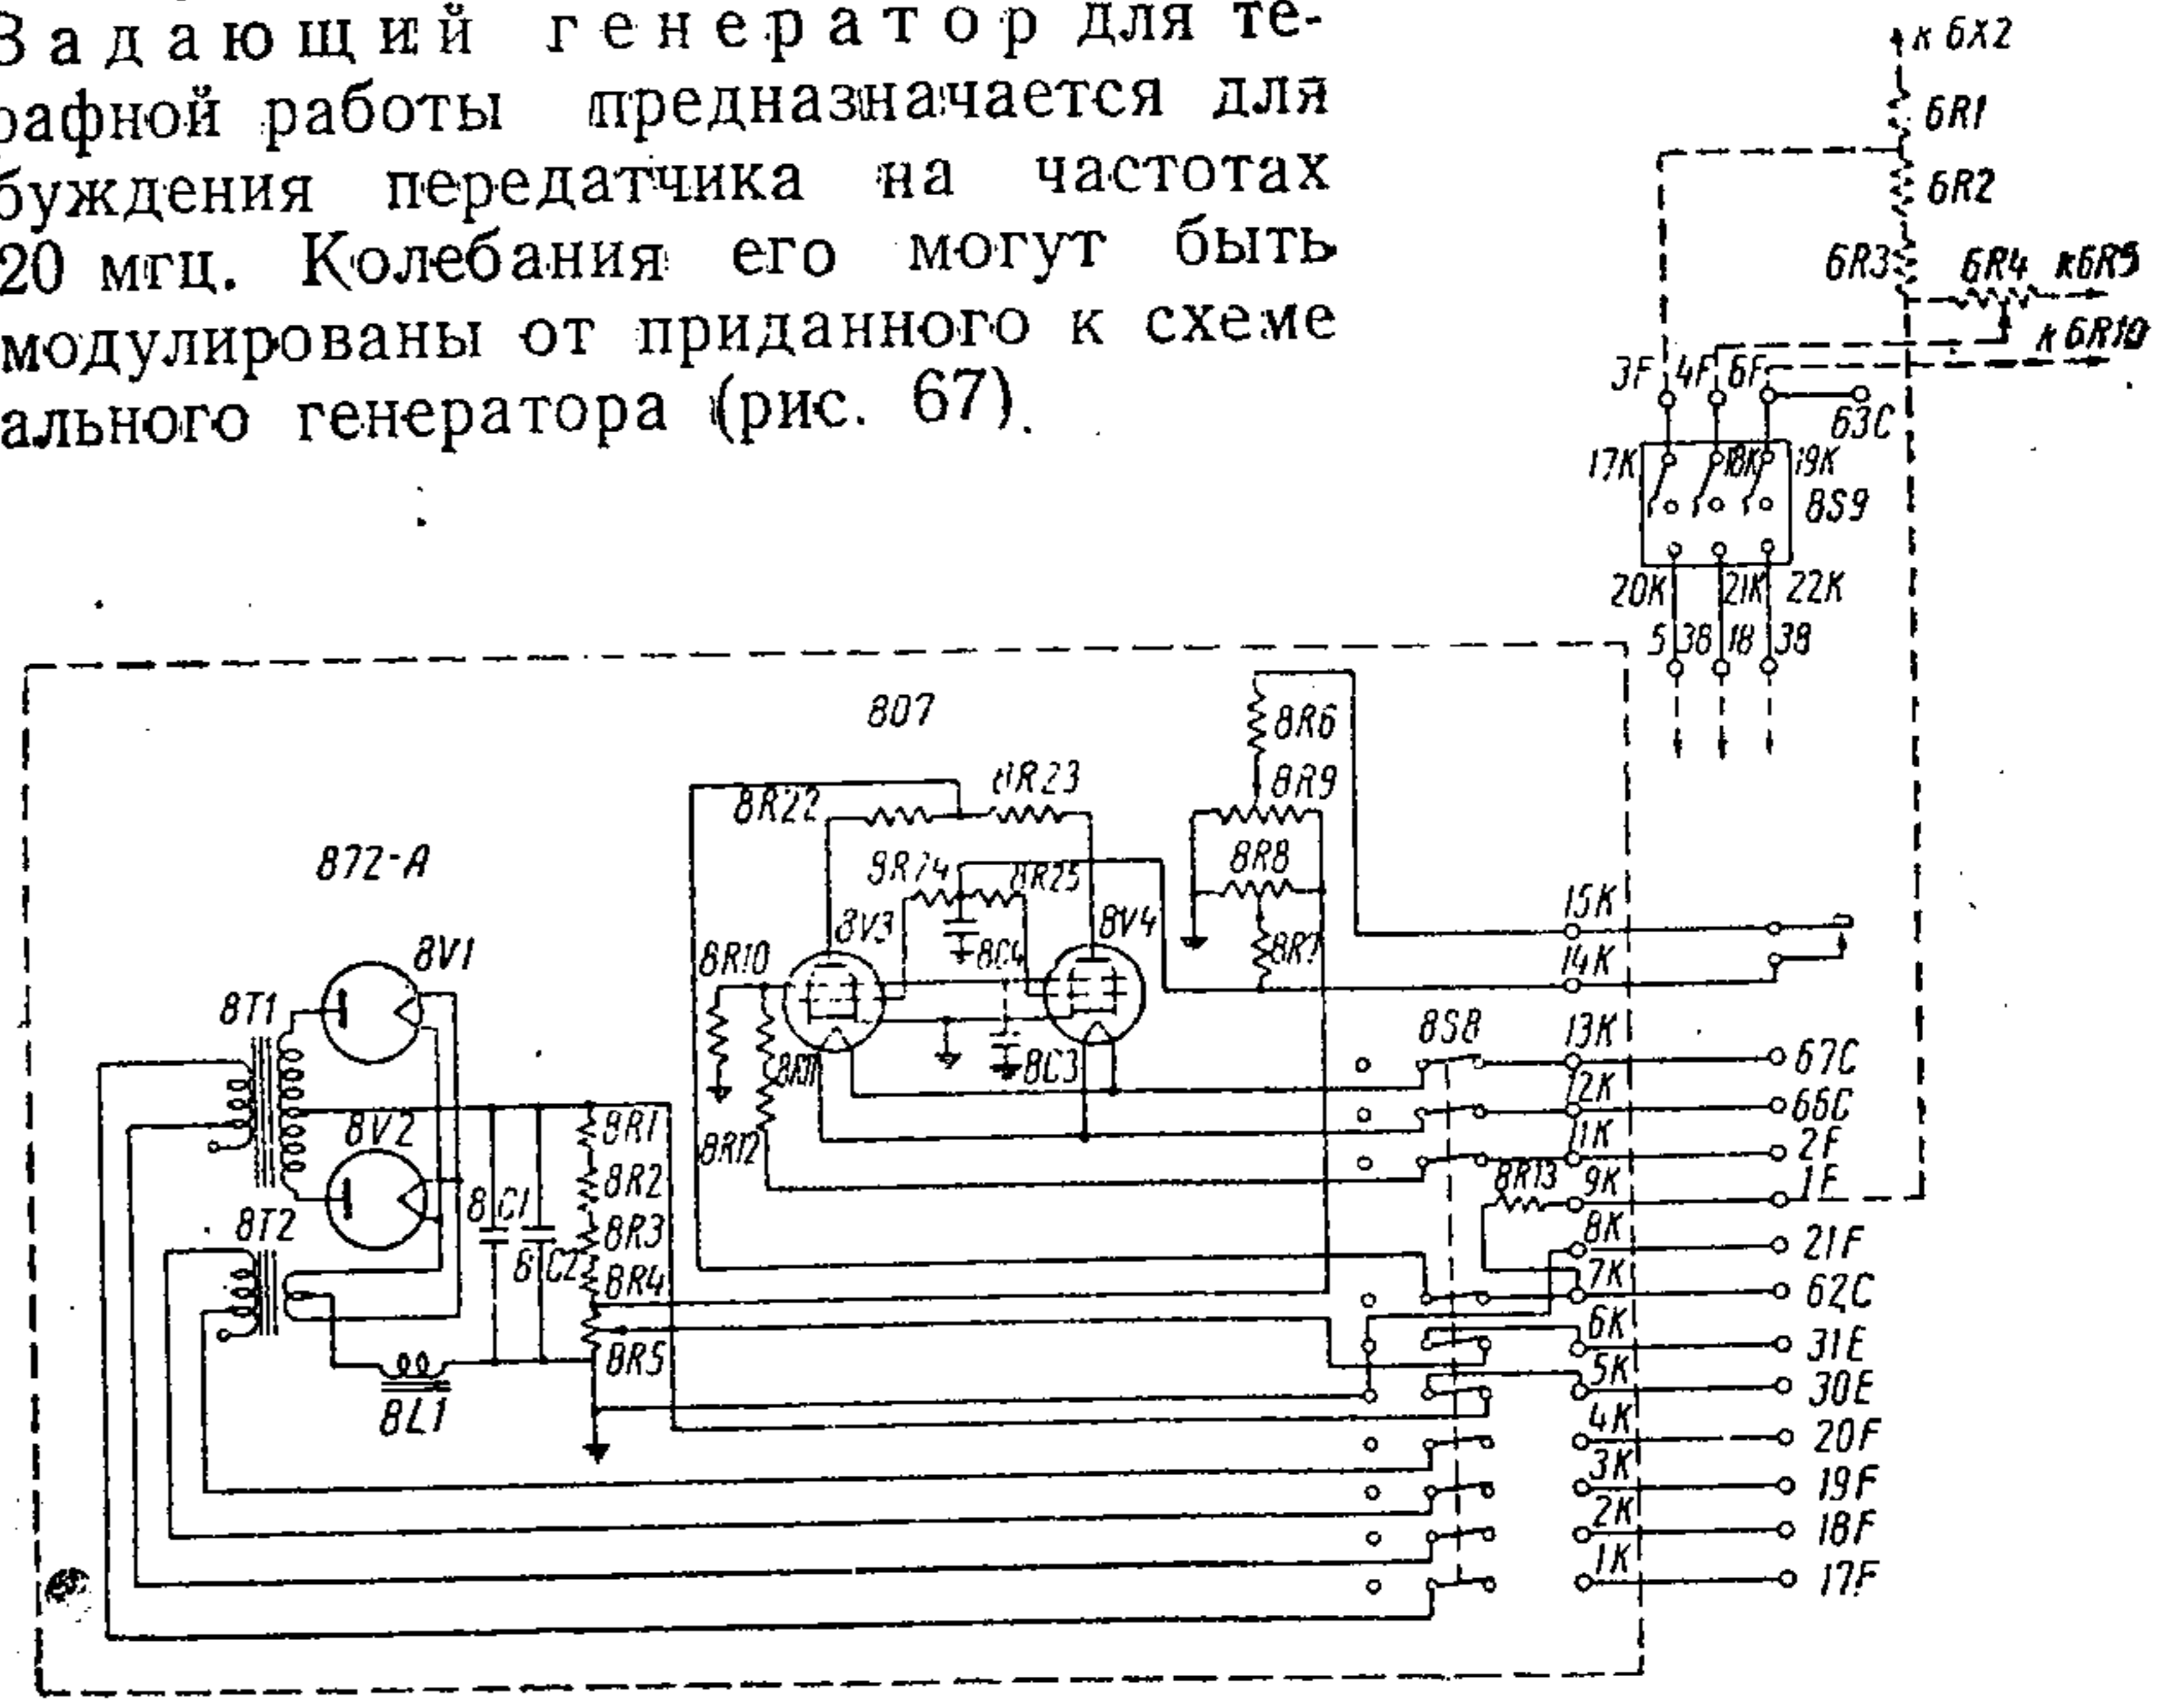 Задающий генератор для те-
рафной работы предназначается для
буждения передатчика на частотах
20 мгц. Колебания его могут быть
модулированы от приданного к схеме
ального генератора (рис. 67).
к 6X2
6R1
6R2
6R3 6R4 к6R5
к 6R10
3F 4F 6F
63C
17K 18K 19K
8S9
20K 21K 22K
5 38 18 38
807
8R6
8R23
8R9
8R22
872-A
8R24 8R25
8R8
15K
8V3 8V4
8V1
8R10
8C4
8R7
14K
8T1
8S8
13K
67C
8R11
8C3
12K
66C
8V2
8R1
8R12
11K
2F
8R2
8R13
9K
1F
8C1
8T2
8R3
8K
21F
8C2
8R4
7K
62C
6K
31E
8R5
5K
30E
8L1
4K
20F
3K
19F
2K
18F
1K
17F